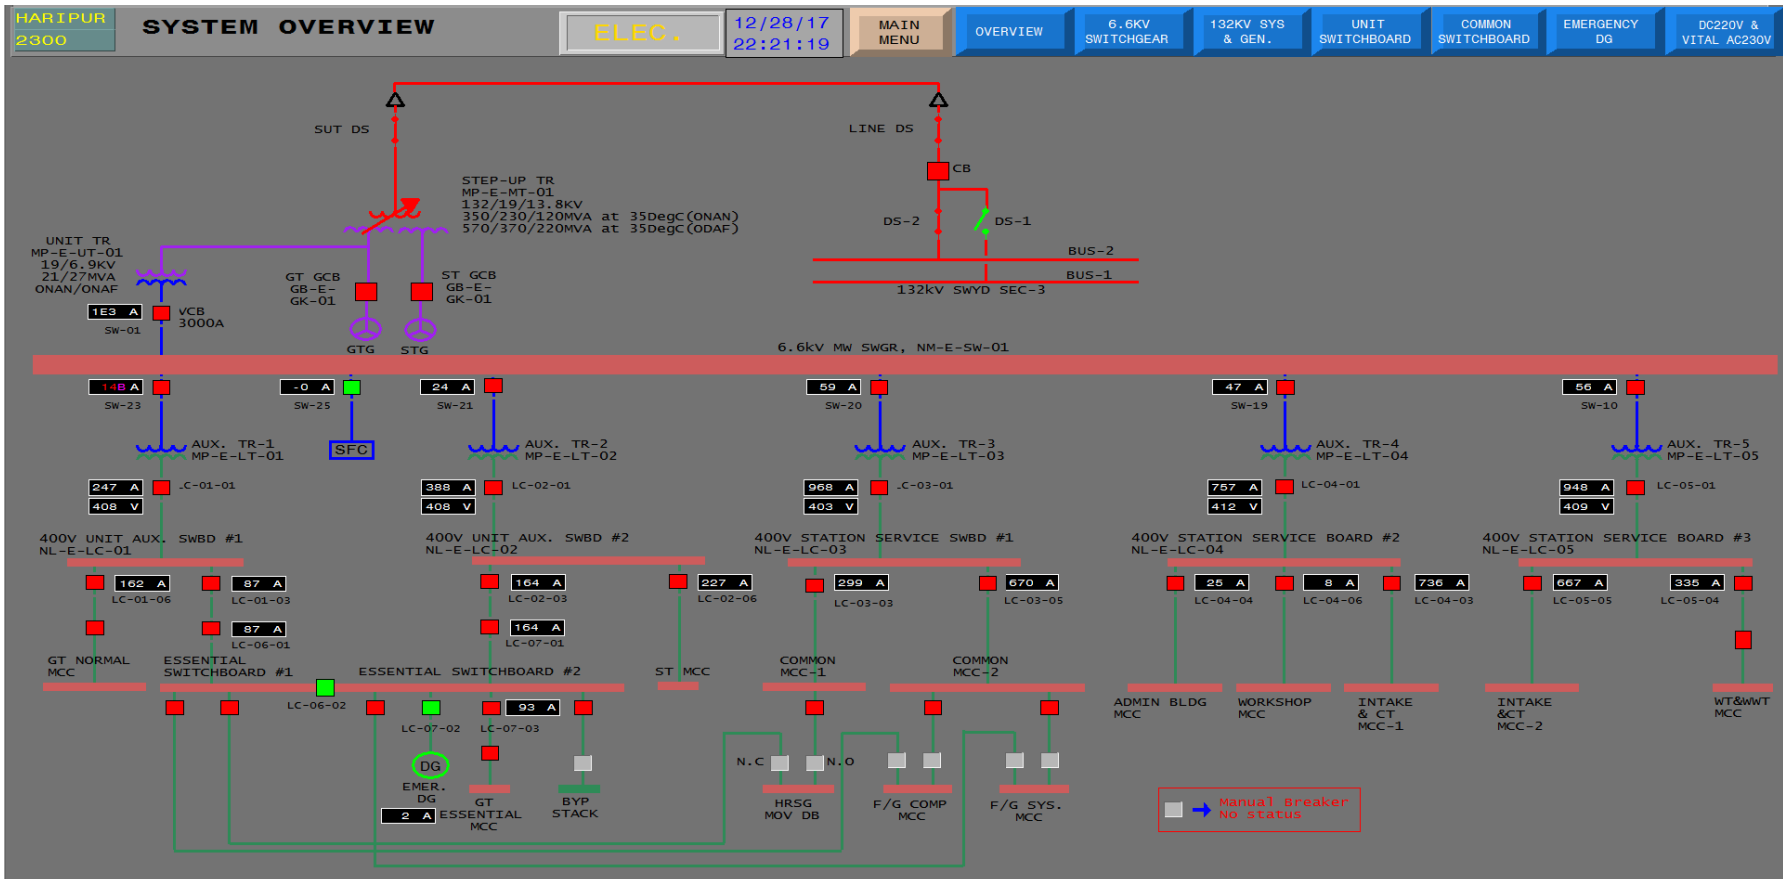 HARIPUR
2300
SYSTEM OVERVIEW
ELEC.
12/28/17
22:21:19
MAIN
MENU
OVERVIEW
6.6KV
SWITCHGEAR
132KV SYS
& GEN.
UNIT
SWITCHBOARD
COMMON
SWITCHBOARD
EMERGENCY
DG
DC220V &
VITAL AC230V
SUT DS
LINE DS
CB
STEP-UP TR
MP-E-MT-01
132/19/13.8KV
350/230/120MVA at 35DegC(ONAN)
570/370/220MVA at 35DegC(ODAF)
DS-2
DS-1
BUS-2
BUS-1
132kV SWYD SEC-3
UNIT TR
MP-E-UT-01
19/6.9KV
21/27MVA
ONAN/ONAF
GT GCB
GB-E-
GK-01
ST GCB
GB-E-
GK-01
1E3 A
SW-01
VCB
3000A
GTG
STG
6.6kV MW SWGR, NM-E-SW-01
A
SW-23
-0 A
SW-25
24 A
SW-21
59 A
SW-20
47 A
SW-19
56 A
SW-10
SFC
AUX. TR-1
MP-E-LT-01
AUX. TR-2
MP-E-LT-02
AUX. TR-3
MP-E-LT-03
AUX. TR-4
MP-E-LT-04
AUX. TR-5
MP-E-LT-05
247 A
408 V
.C-01-01
388 A
408 V
LC-02-01
968 A
403 V
.C-03-01
757 A
412 V
LC-04-01
948 A
409 V
LC-05-01
400V UNIT AUX. SWBD #1
NL-E-LC-01
400V UNIT AUX. SWBD #2
NL-E-LC-02
400V STATION SERVICE SWBD #1
NL-E-LC-03
400V STATION SERVICE BOARD #2
NL-E-LC-04
400V STATION SERVICE BOARD #3
NL-E-LC-05
162 A
LC-01-06
87 A
LC-01-03
164 A
LC-02-03
227 A
LC-02-06
299 A
LC-03-03
670 A
LC-03-05
25 A
LC-04-04
8 A
LC-04-06
736 A
LC-04-03
667 A
LC-05-05
335 A
LC-05-04
87 A
LC-06-01
164 A
LC-07-01
GT NORMAL
MCC
ESSENTIAL
SWITCHBOARD #1
ESSENTIAL SWITCHBOARD #2
ST MCC
COMMON
MCC-1
COMMON
MCC-2
LC-06-02
LC-07-02
93 A
LC-07-03
ADMIN BLDG
MCC
WORKSHOP
MCC
INTAKE
& CT
MCC-1
INTAKE
&CT
MCC-2
WT&WWT
MCC
DG
EMER.
DG
2 A
GT
ESSENTIAL
MCC
BYP
STACK
N.C
N.O
HRSG
MOV DB
F/G COMP
MCC
F/G SYS.
MCC
Manual Breaker
No status